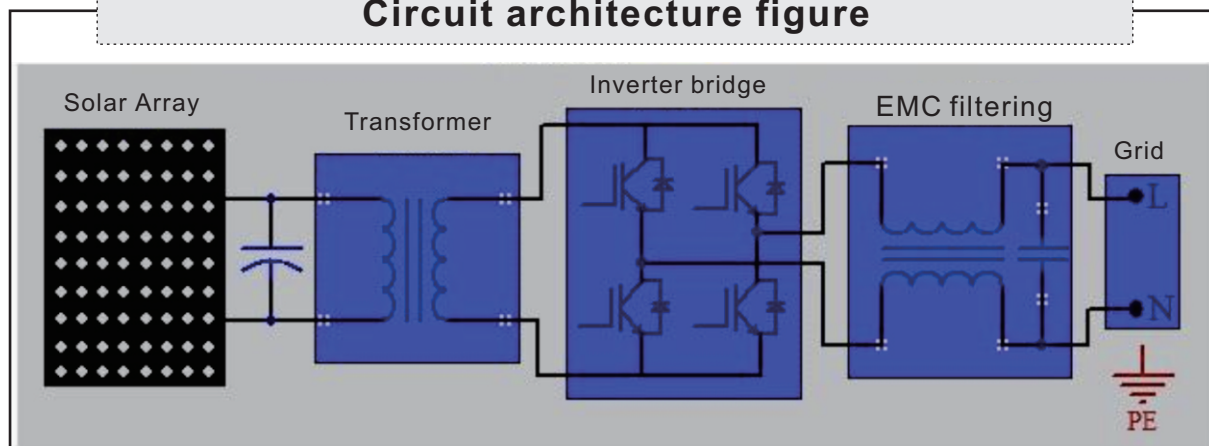 Circuit architecture figure
Solar Array
Transformer
Inverter bridge
EMC filtering
Grid
L
N
PE